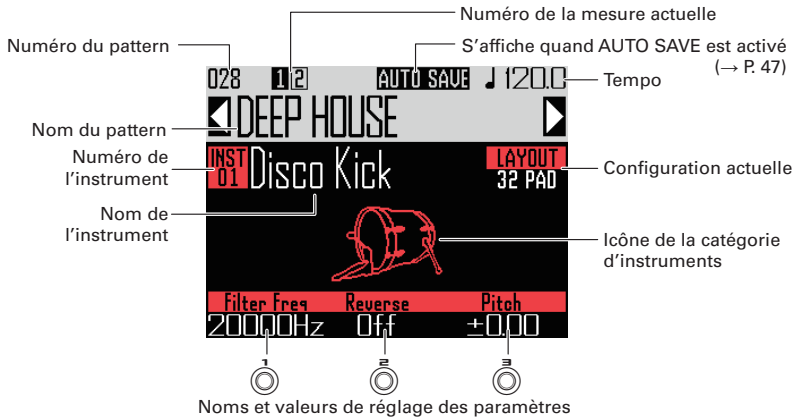 Numéro de la mesure actuelle
Numéro du pattern
S'affiche quand AUTO SAVE est activé
(→ P. 47)
028 1 2 AUTO SAVE ♩ 120.0
Tempo
DEEP HOUSE
Nom du pattern
Numéro de
l'instrument
INST
01
Disco Kick
LAYOUT
32 PAD
Configuration actuelle
Nom de
l'instrument
Icône de la catégorie
d'instruments
Filter Freq Reverse Pitch
20000Hz Off ±0.00
1 2 3
Noms et valeurs de réglage des paramètres